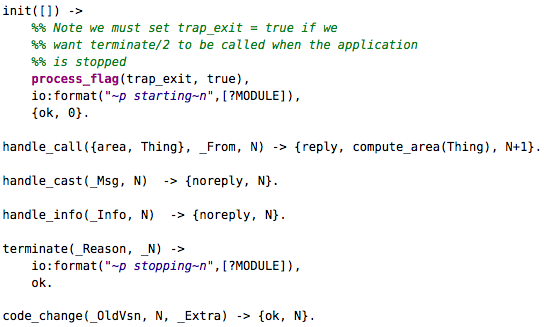 init([]) ->
    %% Note we must set trap_exit = true if we
    %% want terminate/2 to be called when the application
    %% is stopped
    process_flag(trap_exit, true),
    io:format("~p starting~n",[?MODULE]),
    {ok, 0}.

handle_call({area, Thing}, _From, N) -> {reply, compute_area(Thing), N+1}.

handle_cast(_Msg, N)  -> {noreply, N}.

handle_info(_Info, N)  -> {noreply, N}.

terminate(_Reason, _N) ->
    io:format("~p stopping~n",[?MODULE]),
    ok.

code_change(_OldVsn, N, _Extra) -> {ok, N}.